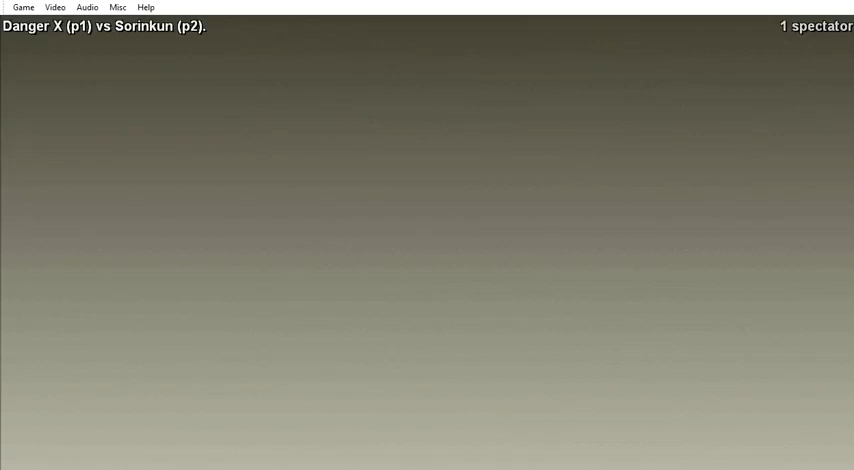 Game Video Audio Misc Help
Danger X (p1) vs Sorinkun (p2).
1 spectator